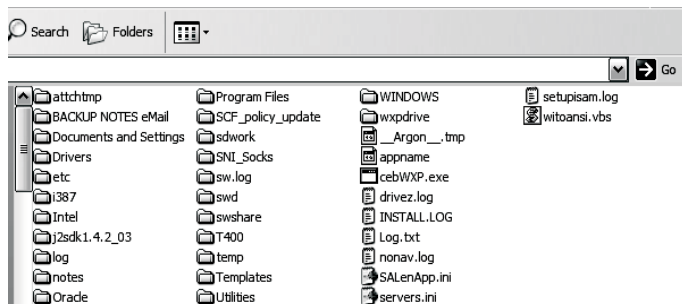 Search Folders
Go
attchtmp
BACKUP NOTES eMail
Documents and Settings
Drivers
etc
i387
Intel
j2sdk1.4.2_03
log
notes
Oracle
Program Files
SCF_policy_update
sdwork
SNI_Socks
sw.log
swd
swshare
T400
temp
Templates
Utilities
WINDOWS
wxpdrive
__Argon__.tmp
appname
cebWXP.exe
drivez.log
INSTALL.LOG
Log.txt
nonav.log
SALenApp.ini
servers.ini
setupisam.log
witoansi.vbs